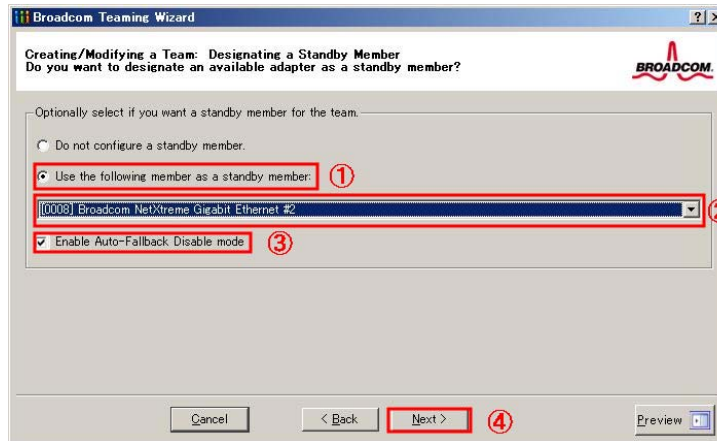 Broadcom Teaming Wizard
Creating/Modifying a Team: Designating a Standby Member
Do you want to designate an available adapter as a standby member?
BROADCOM.
Optionally select if you want a standby member for the team.
Do not configure a standby member.
Use the following member as a standby member:
①
[[0008] Broadcom NetXtreme Gigabit Ethernet #2
②
Enable Auto-Fallback Disable mode
③
Cancel
< Back
Next >
④
Preview